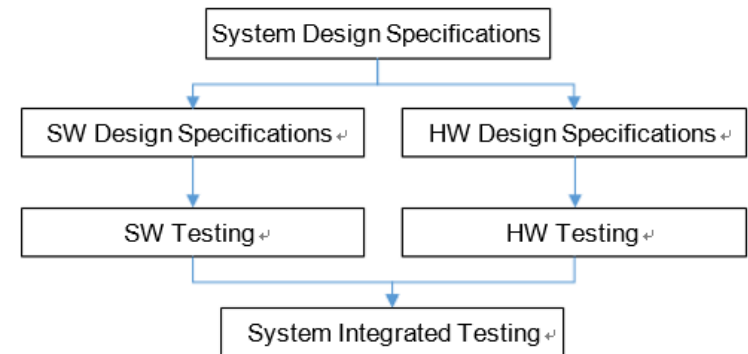 System Design Specifications
SW Design Specifications
HW Design Specifications
SW Testing
HW Testing
System Integrated Testing